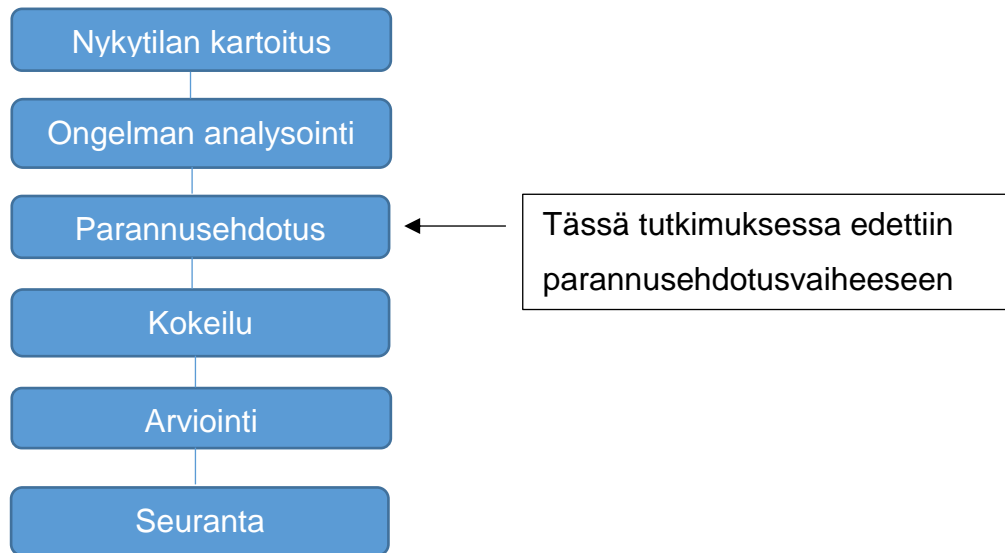 Nykytilan kartoitus
Ongelman analysointi
Parannusehdotus
Tässä tutkimuksessa edettiin
parannusehdotusvaiheeseen
Kokeilu
Arviointi
Seuranta